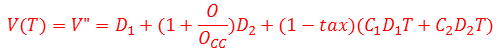 V(T) = V" = D₁ + (1 + O/O_CC)D₂ + (1 − tax)(C₁D₁T + C₂D₂T)